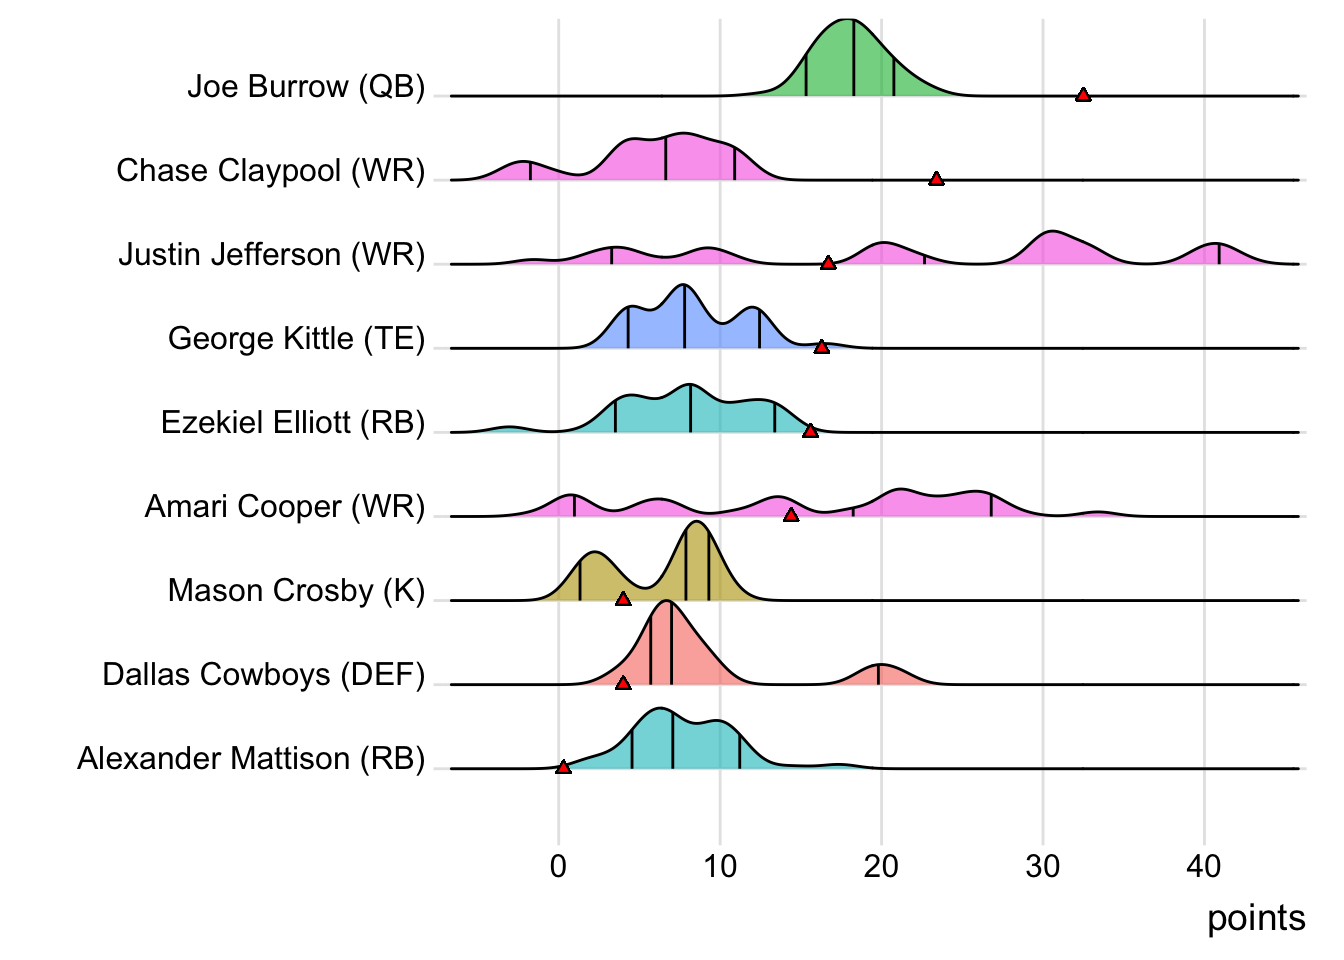 Joe Burrow (QB)
Chase Claypool (WR)
Justin Jefferson (WR)
George Kittle (TE)
Ezekiel Elliott (RB)
Amari Cooper (WR)
Mason Crosby (K)
Dallas Cowboys (DEF)
Alexander Mattison (RB)
0 10 20 30 40
points